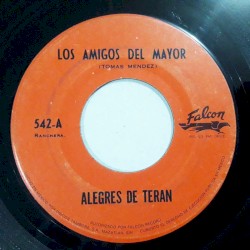 LOS AMIGOS DEL MAYOR
(TOMAS MENDEZ)
542-A
RANCHERA
Falcon
ALEGRES DE TERAN